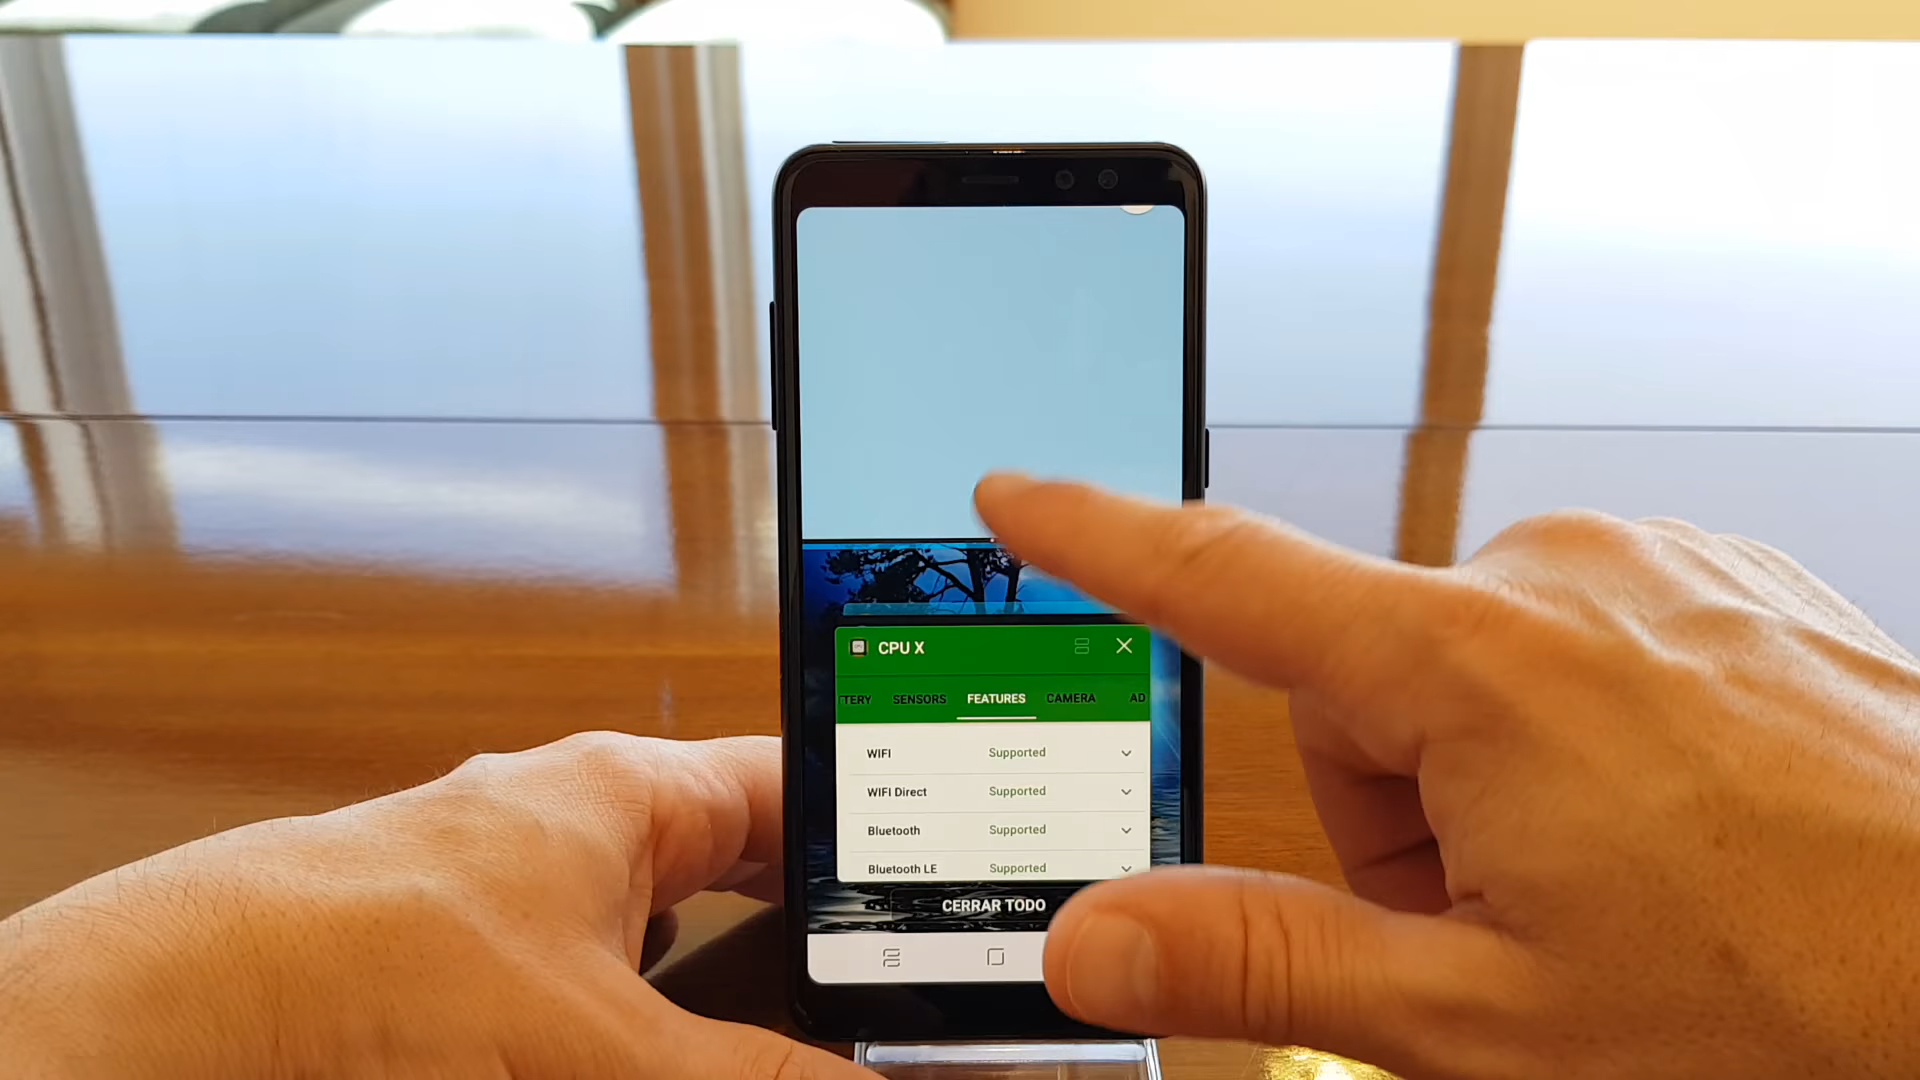 CPU X
TERY SENSORS FEATURES CAMERA AD
WIFI Supported
WIFI Direct Supported
Bluetooth Supported
Bluetooth LE Supported
CERRAR TODO